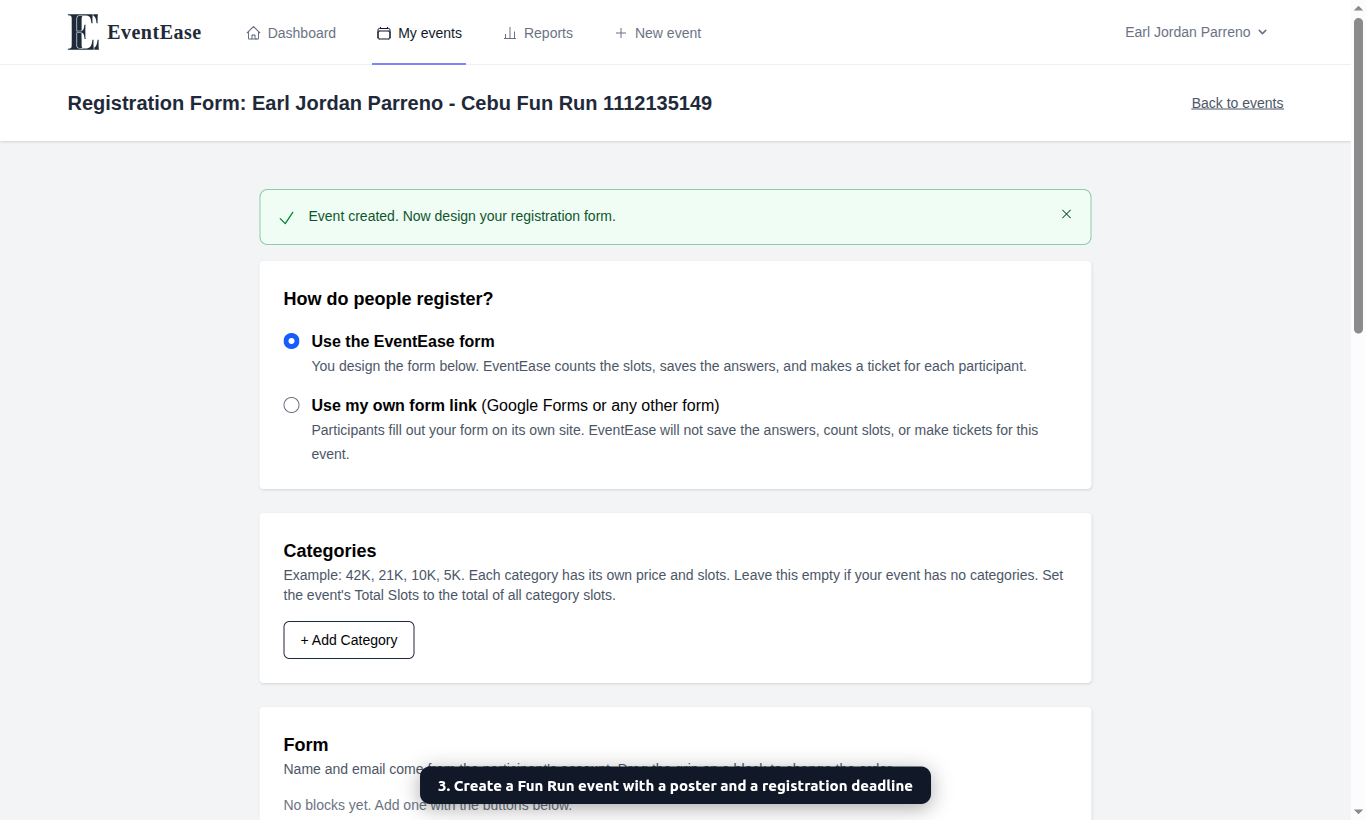 EventEase
Dashboard
My events
Reports
New event
Earl Jordan Parreno
Registration Form: Earl Jordan Parreno - Cebu Fun Run 1112135149
Back to events
Event created. Now design your registration form.
How do people register?
Use the EventEase form
You design the form below. EventEase counts the slots, saves the answers, and makes a ticket for each participant.
Use my own form link (Google Forms or any other form)
Participants fill out your form on its own site. EventEase will not save the answers, count slots, or make tickets for this
event.
Categories
Example: 42K, 21K, 10K, 5K. Each category has its own price and slots. Leave this empty if your event has no categories. Set
the event's Total Slots to the total of all category slots.
+ Add Category
Form
Name and email come
3. Create a Fun Run event with a poster and a registration deadline
No blocks yet. Add one with the buttons below.